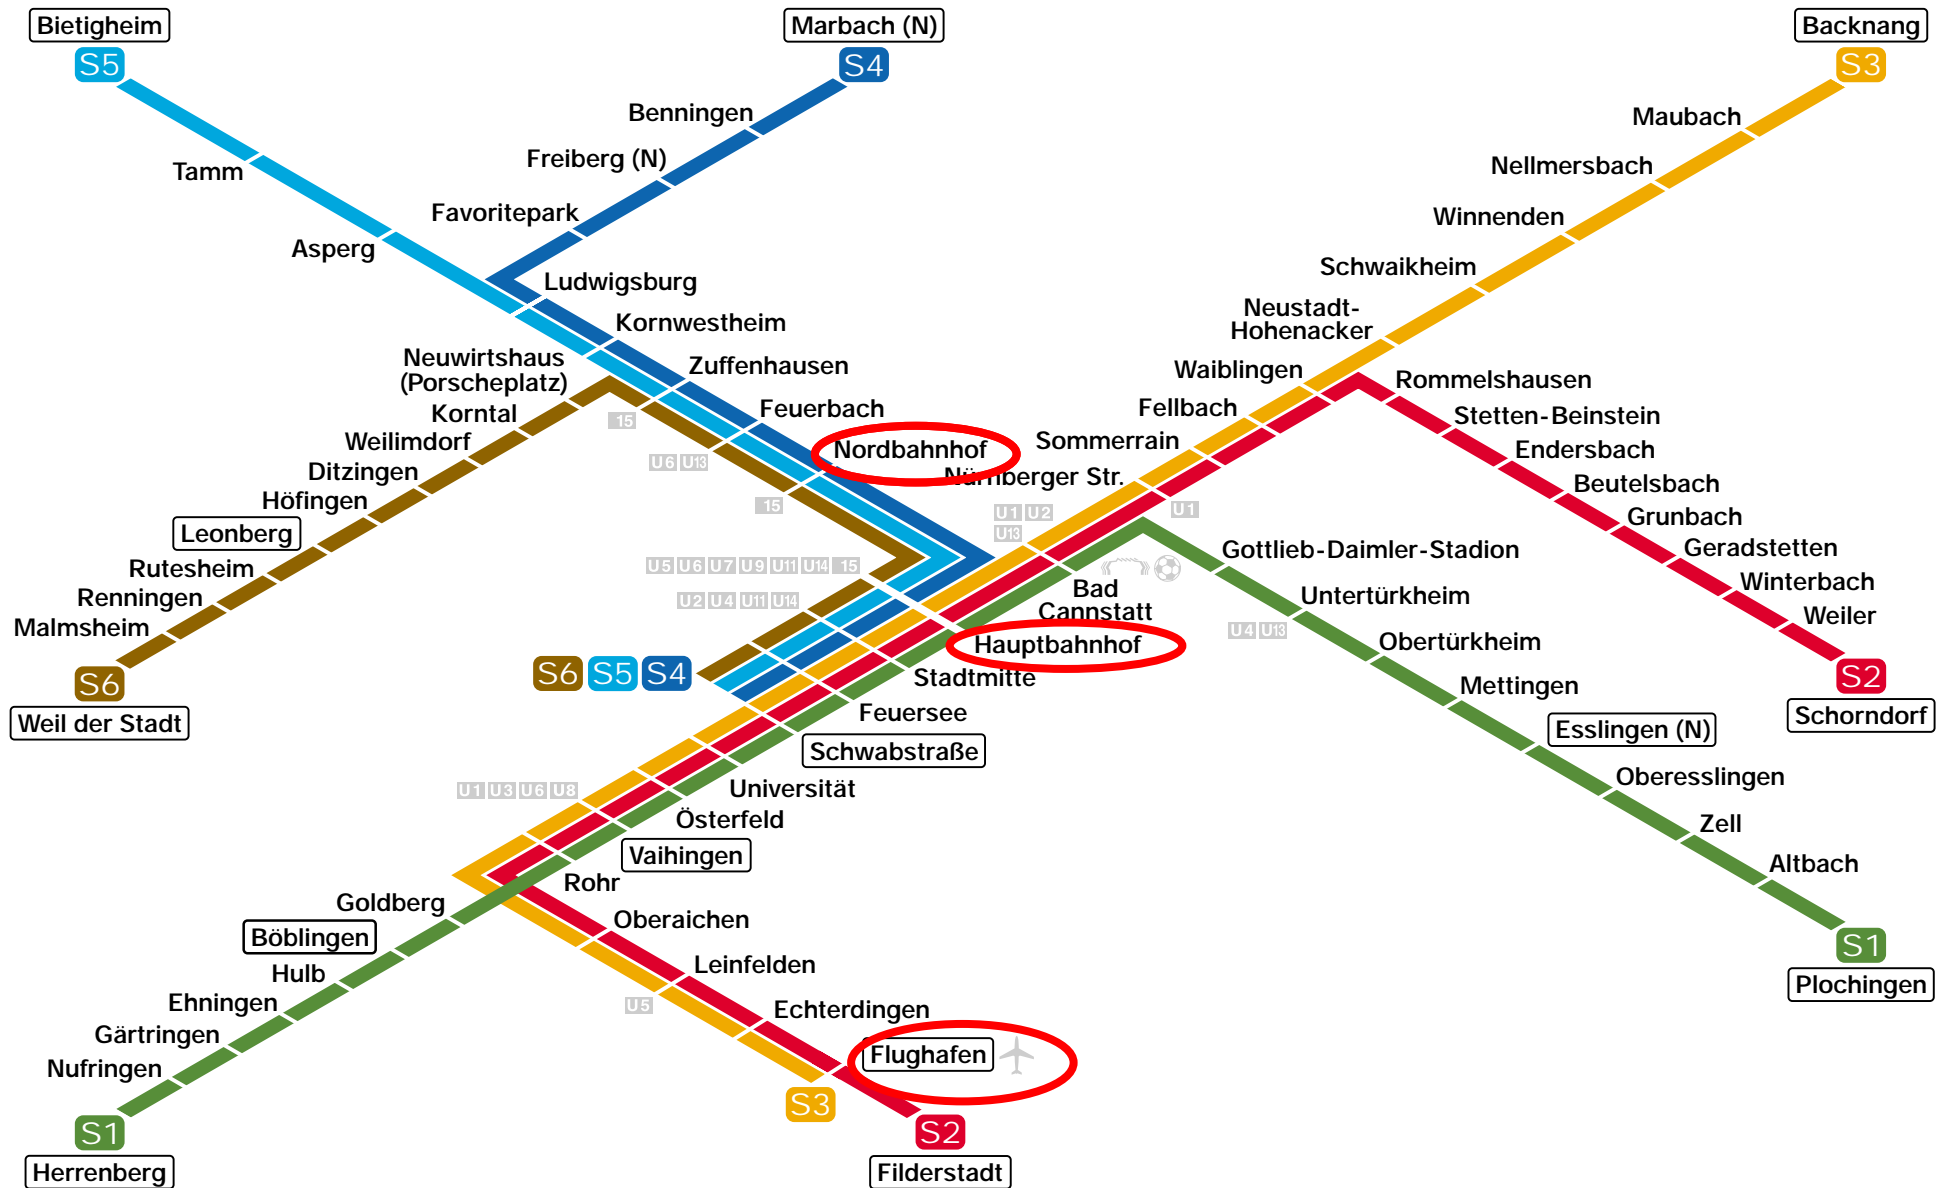 Bietigheim
S5
Marbach (N)
S4
Backnang
S3
Benningen
Maubach
Freiberg (N)
Nellmersbach
Tamm
Favoritepark
Winnenden
Asperg
Schwaikheim
Ludwigsburg
Neustadt-
Hohenacker
Kornwestheim
Neuwirtshaus
(Porscheplatz)
Zuffenhausen
Waiblingen
Rommelshausen
Korntal
15
Feuerbach
Fellbach
Stetten-Beinstein
Weilimdorf
U6 U13
Nordbahnhof
Sommerrain
Endersbach
Ditzingen
Nürnberger Str.
Beutelsbach
Höfingen
15
U1 U2
U13
U1
Grunbach
Leonberg
Gottlieb-Daimler-Stadion
Geradstetten
Rutesheim
U5 U6 U7 U9 U11 U14 15
Bad
Cannstatt
Winterbach
Renningen
U2 U4 U11 U14
Untertürkheim
Weiler
Malmsheim
U4 U13
Hauptbahnhof
Obertürkheim
S6
S6 S5 S4
Stadtmitte
Mettingen
S2
Weil der Stadt
Feuersee
Esslingen (N)
Schorndorf
Schwabstraße
Oberesslingen
U1 U3 U6 U8
Universität
Österfeld
Zell
Vaihingen
Altbach
Rohr
Goldberg
Oberaichen
Böblingen
S1
Hulb
Leinfelden
Plochingen
Ehningen
U5
Echterdingen
Gärtringen
Flughafen
Nufringen
S3
S1
S2
Herrenberg
Filderstadt